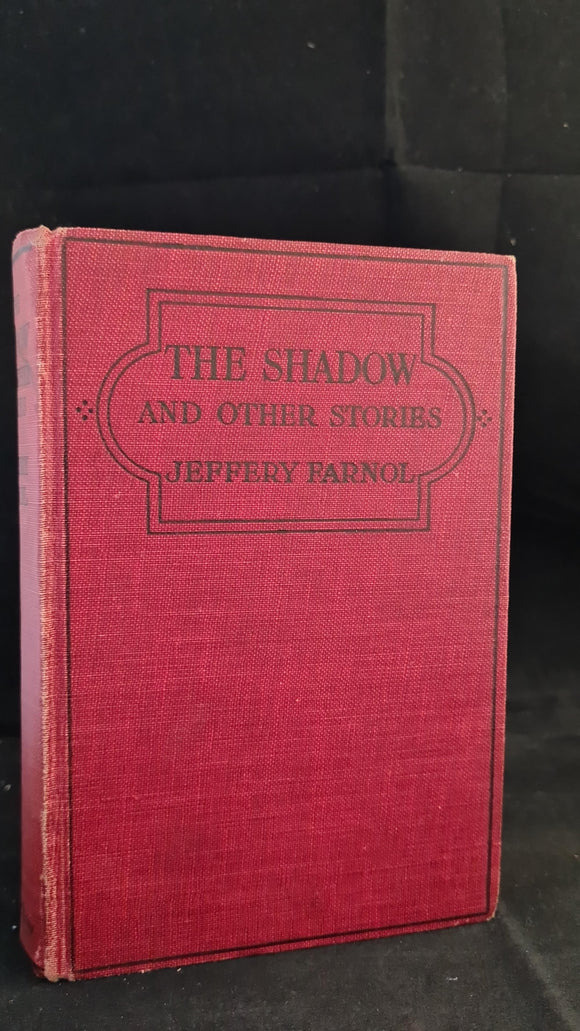 THE SHADOW
AND OTHER STORIES
JEFFERY FARNOL